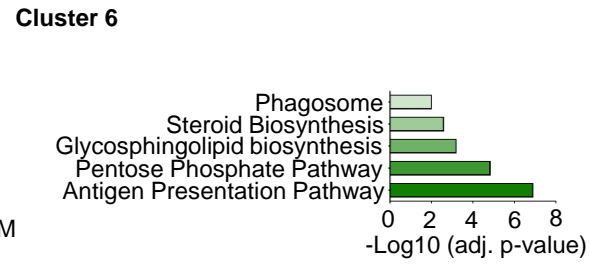 Cluster 6
Phagosome
Steroid Biosynthesis
Glycosphingolipid biosynthesis
Pentose Phosphate Pathway
Antigen Presentation Pathway
M
0 2 4 6 8
-Log10 (adj. p-value)